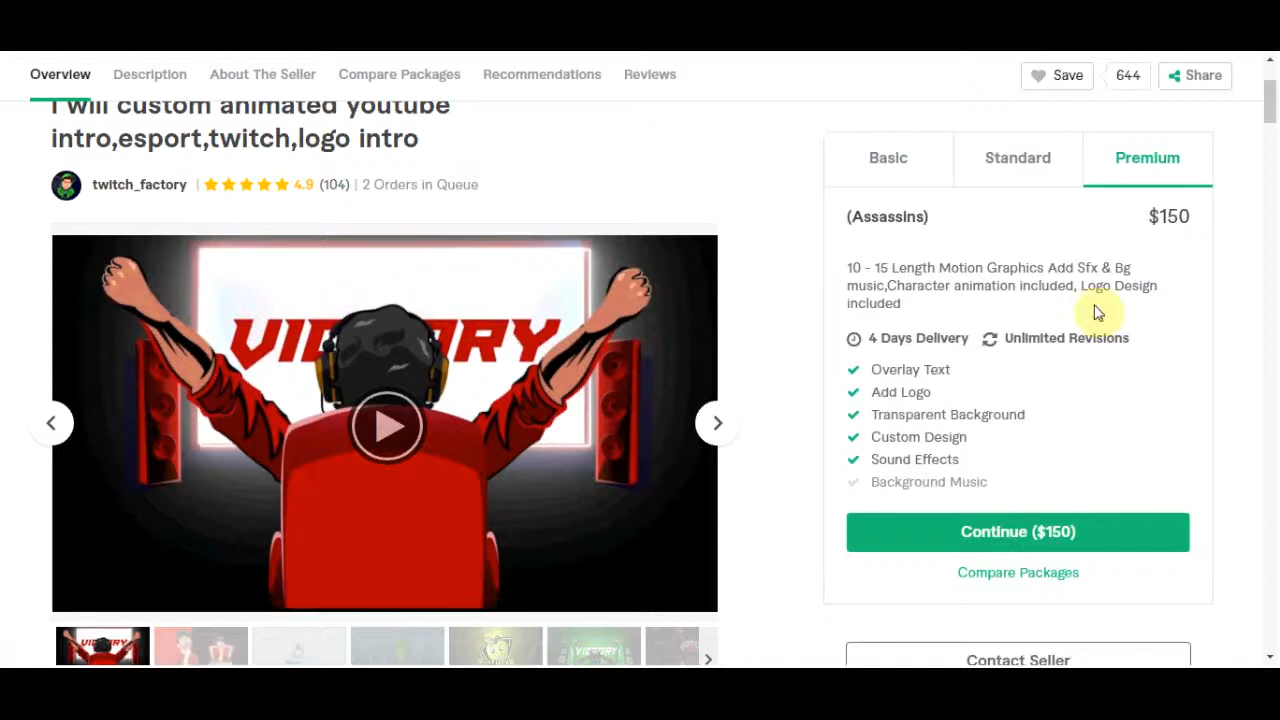 Overview Description About The Seller Compare Packages Recommendations Reviews Save 644 Share
I will custom animated youtube
intro,esport,twitch,logo intro
twitch_factory | 4.9 (104) | 2 Orders in Queue
VICTORY
Basic Standard Premium
(Assassins) $150
10 - 15 Length Motion Graphics Add Sfx & Bg
music,Character animation included, Logo Design
included
4 Days Delivery Unlimited Revisions
Overlay Text
Add Logo
Transparent Background
Custom Design
Sound Effects
Background Music
Continue ($150)
Compare Packages
Contact Seller
VICTORY
VICTORY